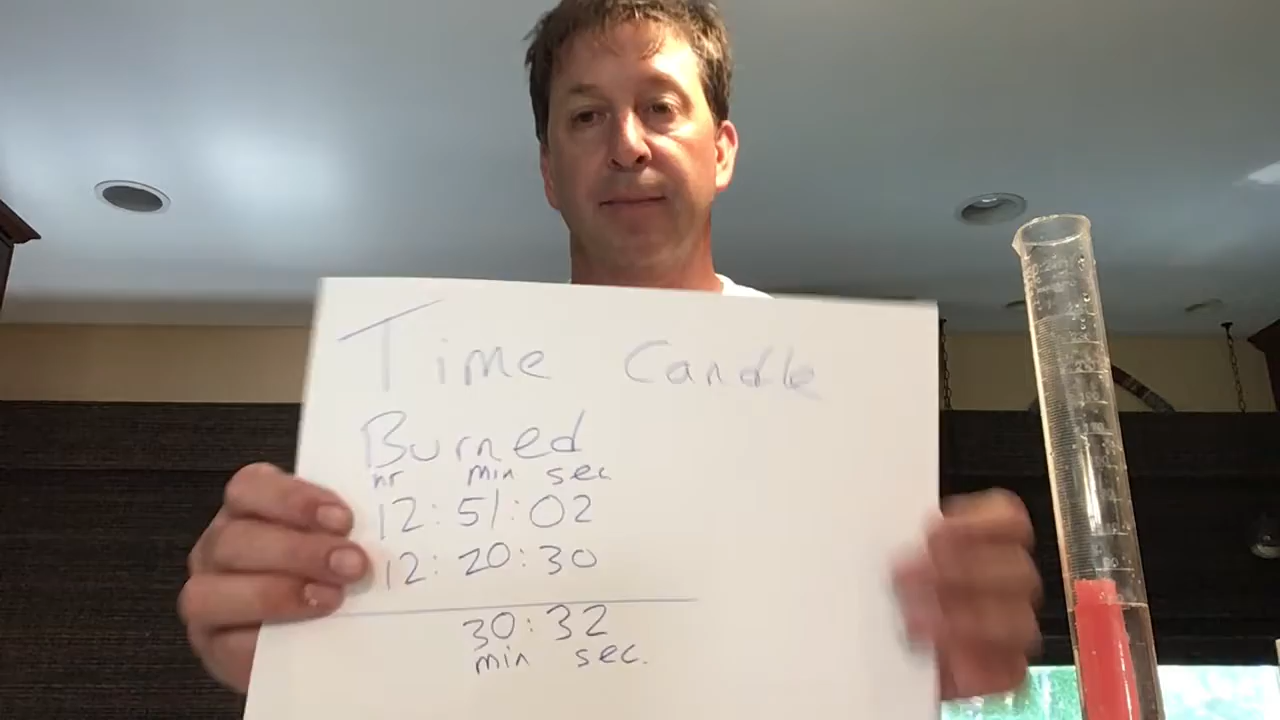 Time Candle
Burned
hr min sec
12:51:02
12:20:30
30:32
min sec.